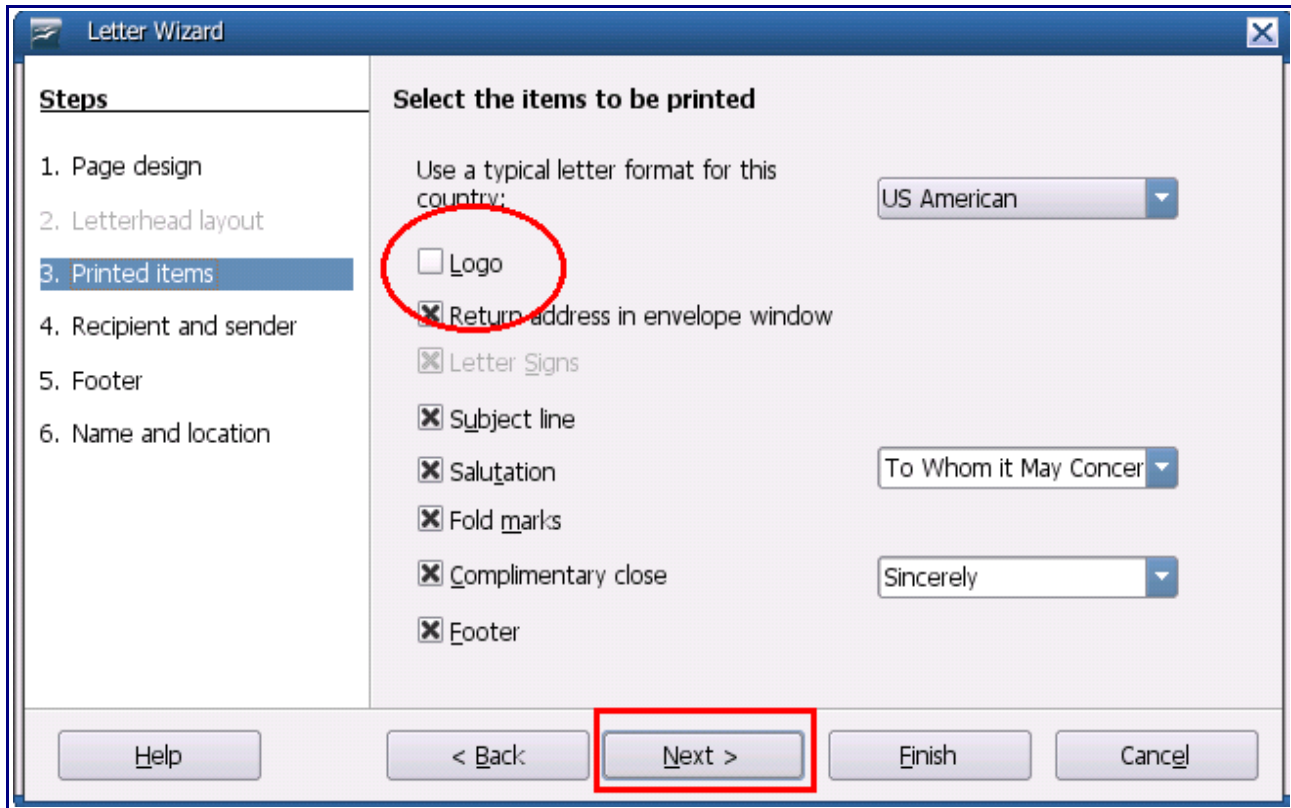 Letter Wizard
Steps
1. Page design
2. Letterhead layout
3. Printed items
4. Recipient and sender
5. Footer
6. Name and location
Select the items to be printed
Use a typical letter format for this
country:
US American
Logo
Return address in envelope window
Letter Signs
Subject line
Salutation
To Whom it May Concer
Fold marks
Complimentary close
Sincerely
Footer
Help
< Back
Next >
Finish
Cancel